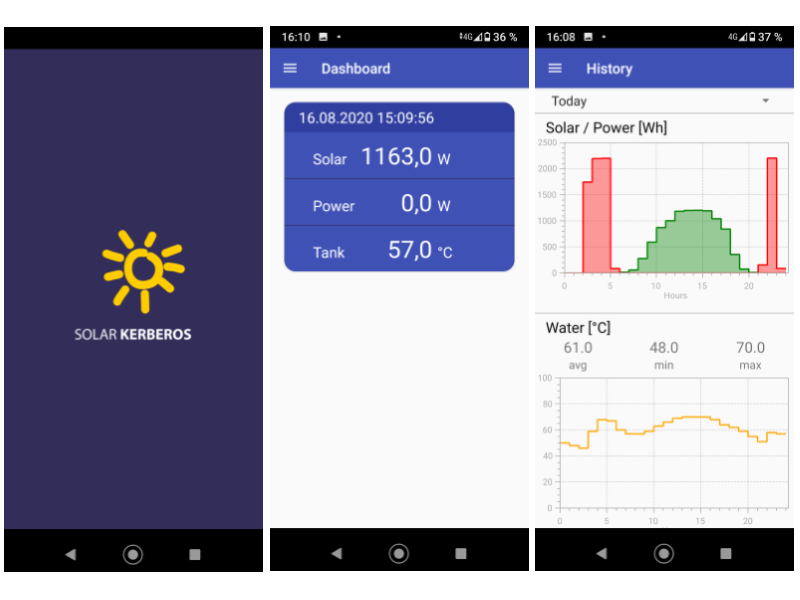 SOLAR KERBEROS
16:10
4G 36 %
Dashboard
16.08.2020 15:09:56
Solar 1163,0 W
Power 0,0 W
Tank 57,0 °C
16:08
4G 37 %
History
Today
Solar / Power [Wh]
2500
2000
1500
1000
500
0
0 5 10 15 20
Hours
Water [°C]
61.0 48.0 70.0
avg min max
100
80
60
40
20
0
0 5 10 15 20